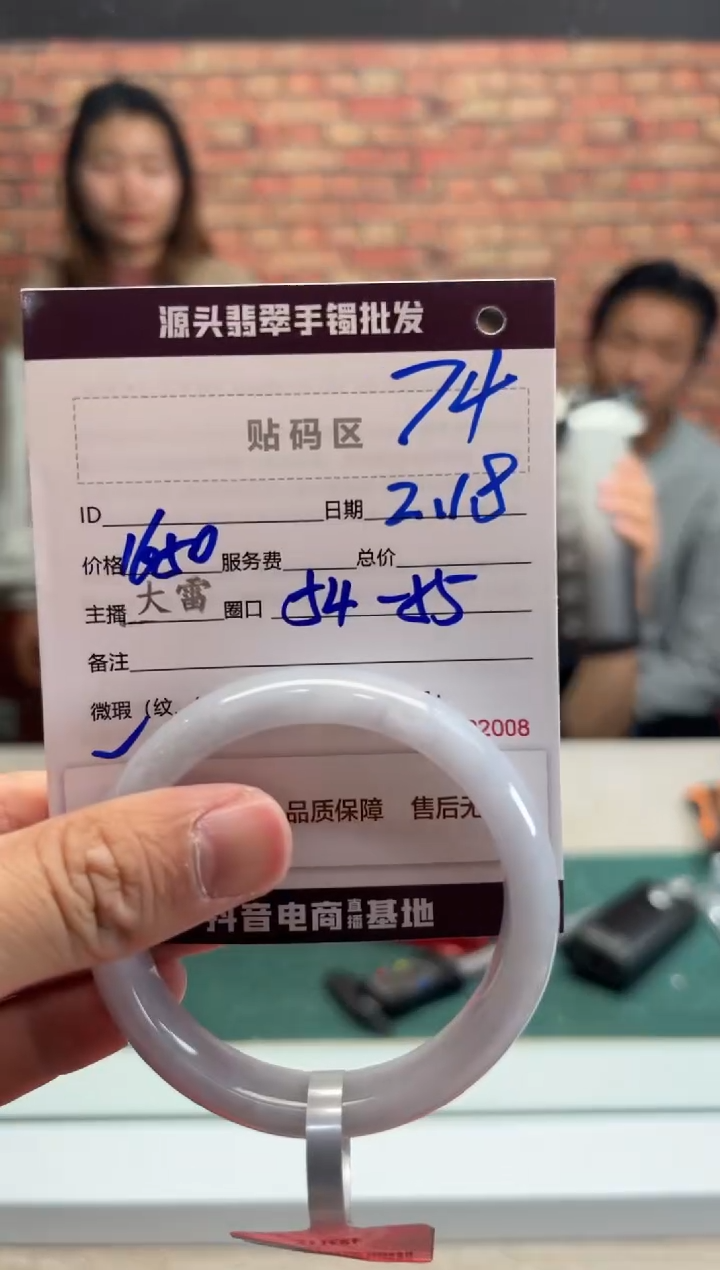 源头翡翠手镯批发
74
贴码区
ID 日期 2.18
价格 1650 服务费 总价
主播 大雷 圈口 54-55
备注
微瑕(纹.
2008
品质保障 售后无
抖音电商直播基地